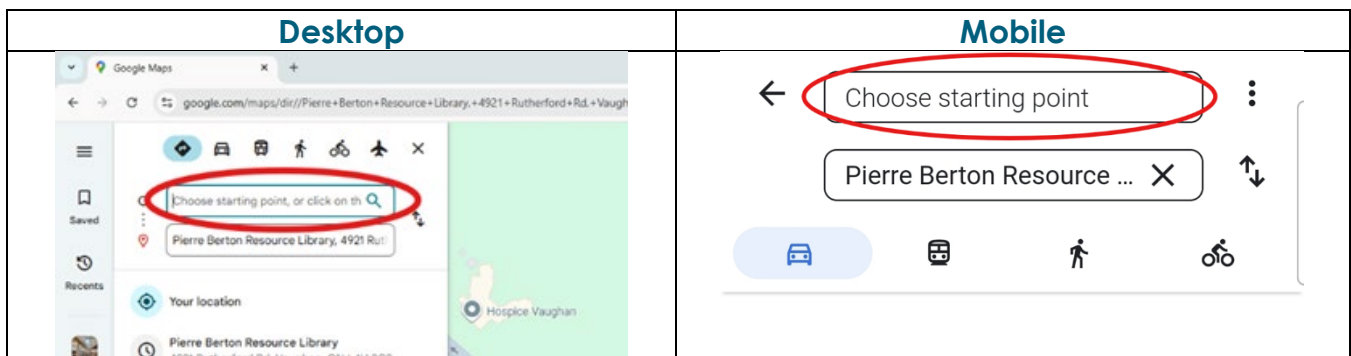 Desktop
Mobile
Google Maps
google.com/maps/dir//Pierre+Berton+Resource+Library,+4921+Rutherford+Rd.+Vaugh
Choose starting point, or click on th
Saved
Pierre Berton Resource Library, 4921 Rut
Recents
Your location
Hospice Vaughan
Pierre Berton Resource Library
Choose starting point
Pierre Berton Resource ...